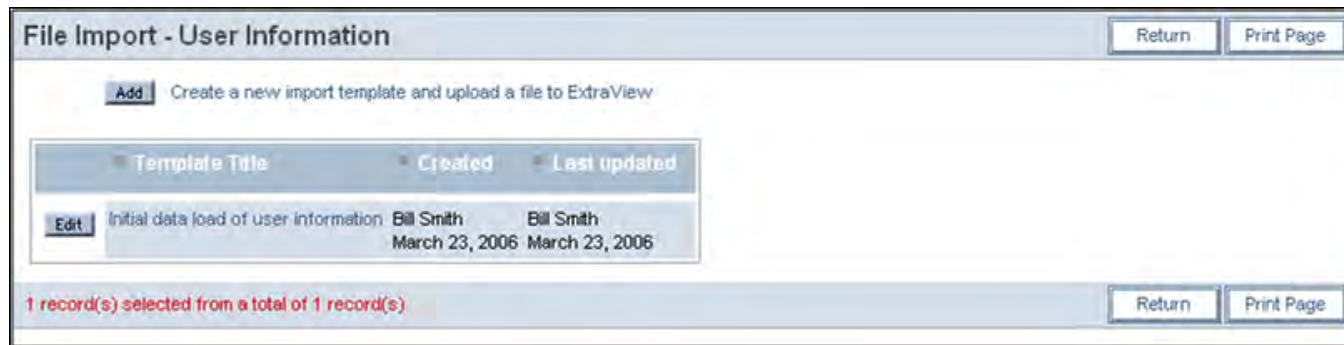 File Import - User Information
Return
Print Page
Add
Create a new import template and upload a file to ExtraView
Template Title
Created
Last updated
Edit
Initial data load of user information
Bill Smith
March 23, 2006
Bill Smith
March 23, 2006
1 record(s) selected from a total of 1 record(s)
Return
Print Page